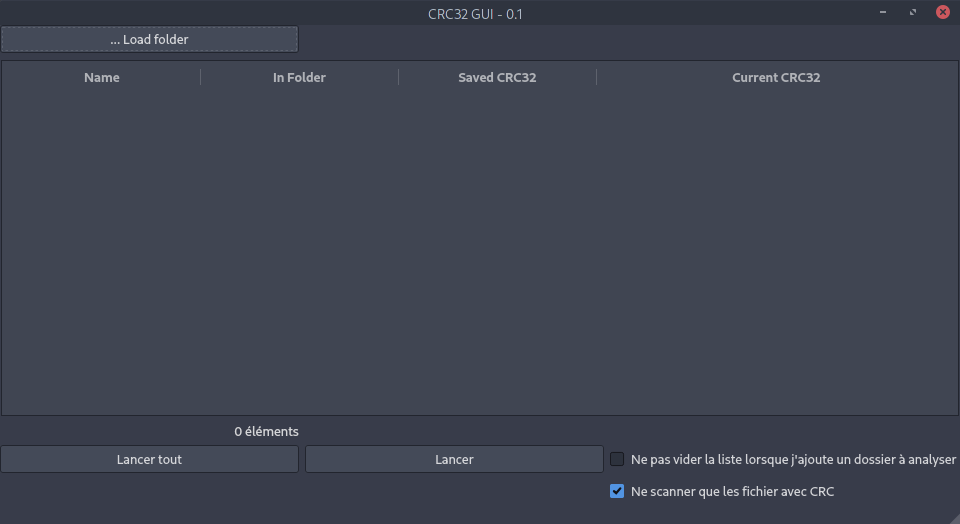 CRC32 GUI - 0.1
... Load folder
Name In Folder Saved CRC32 Current CRC32
0 éléments
Lancer tout Lancer Ne pas vider la liste lorsque j'ajoute un dossier à analyser
Ne scanner que les fichier avec CRC